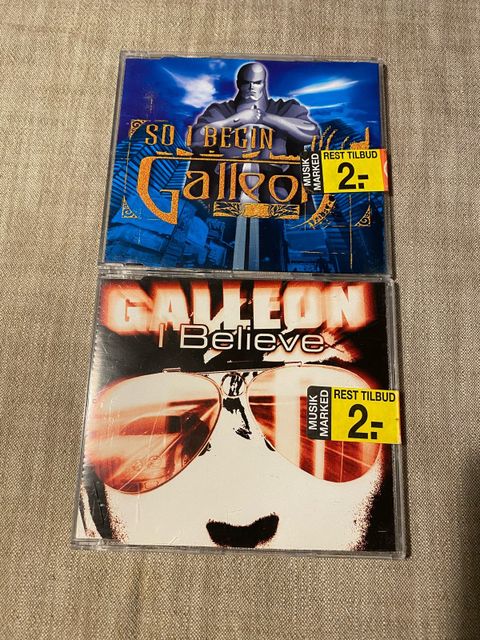 SO I BEGIN
Galleon
MUSIK
MARKED
REST TILBUD
2.-
GALLEON
I Believe
MUSIK
MARKED
REST TILBUD
2.-